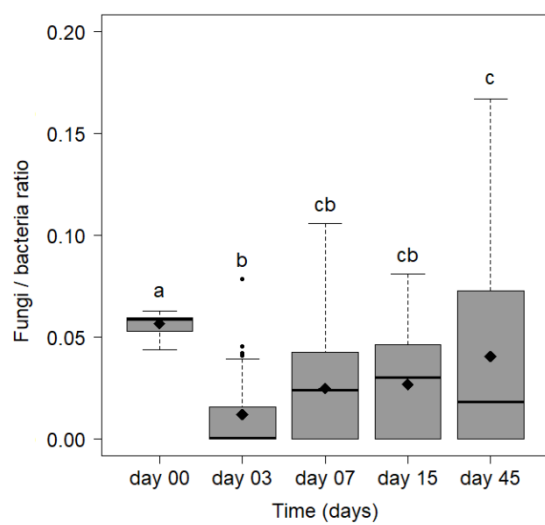 0.20
0.15
0.10
0.05
0.00
Fungi / bacteria ratio
a
b
cb
cb
c
day 00 day 03 day 07 day 15 day 45
Time (days)